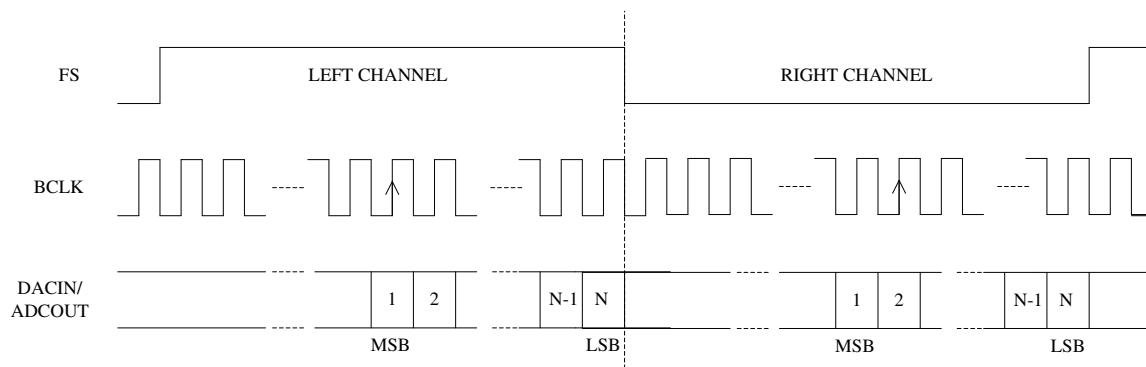 FS
LEFT CHANNEL
RIGHT CHANNEL
BCLK
DACIN/
ADCOUT
1
2
N-1
N
1
2
N-1
N
MSB
LSB
MSB
LSB